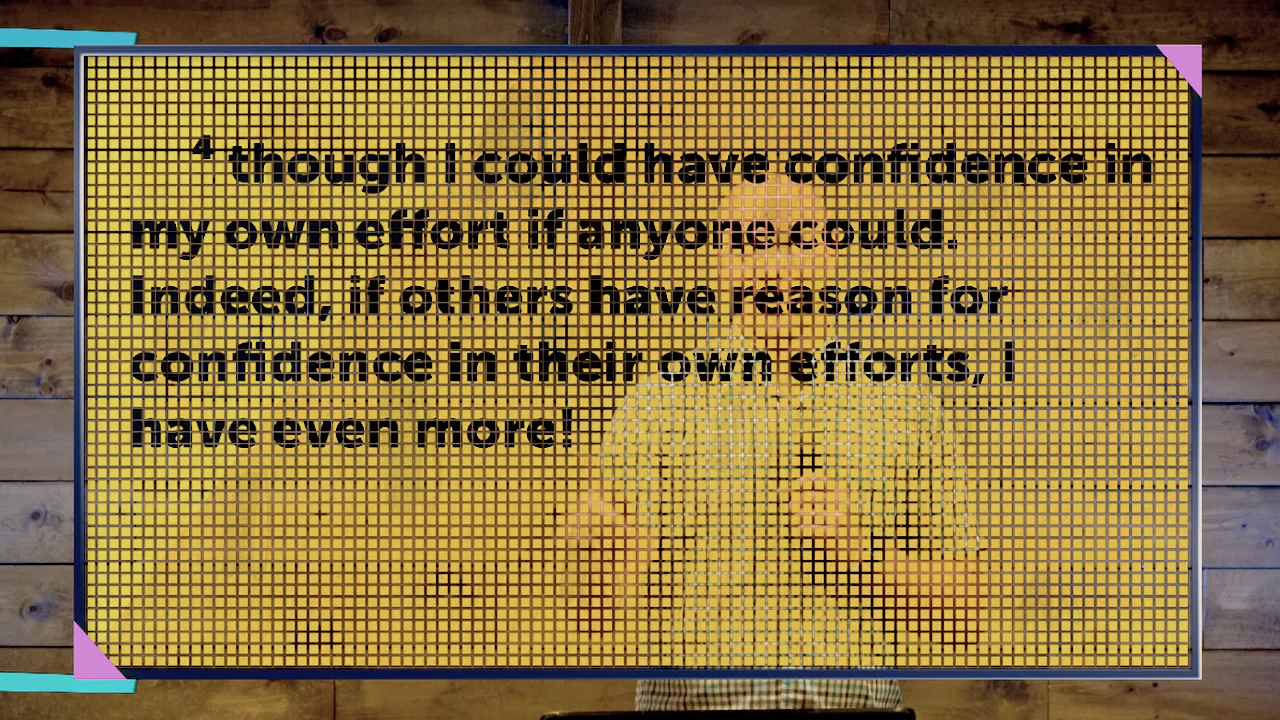 4 though I could have confidence in
my own effort if anyone could.
Indeed, if others have reason for
confidence in their own efforts, I
have even more!